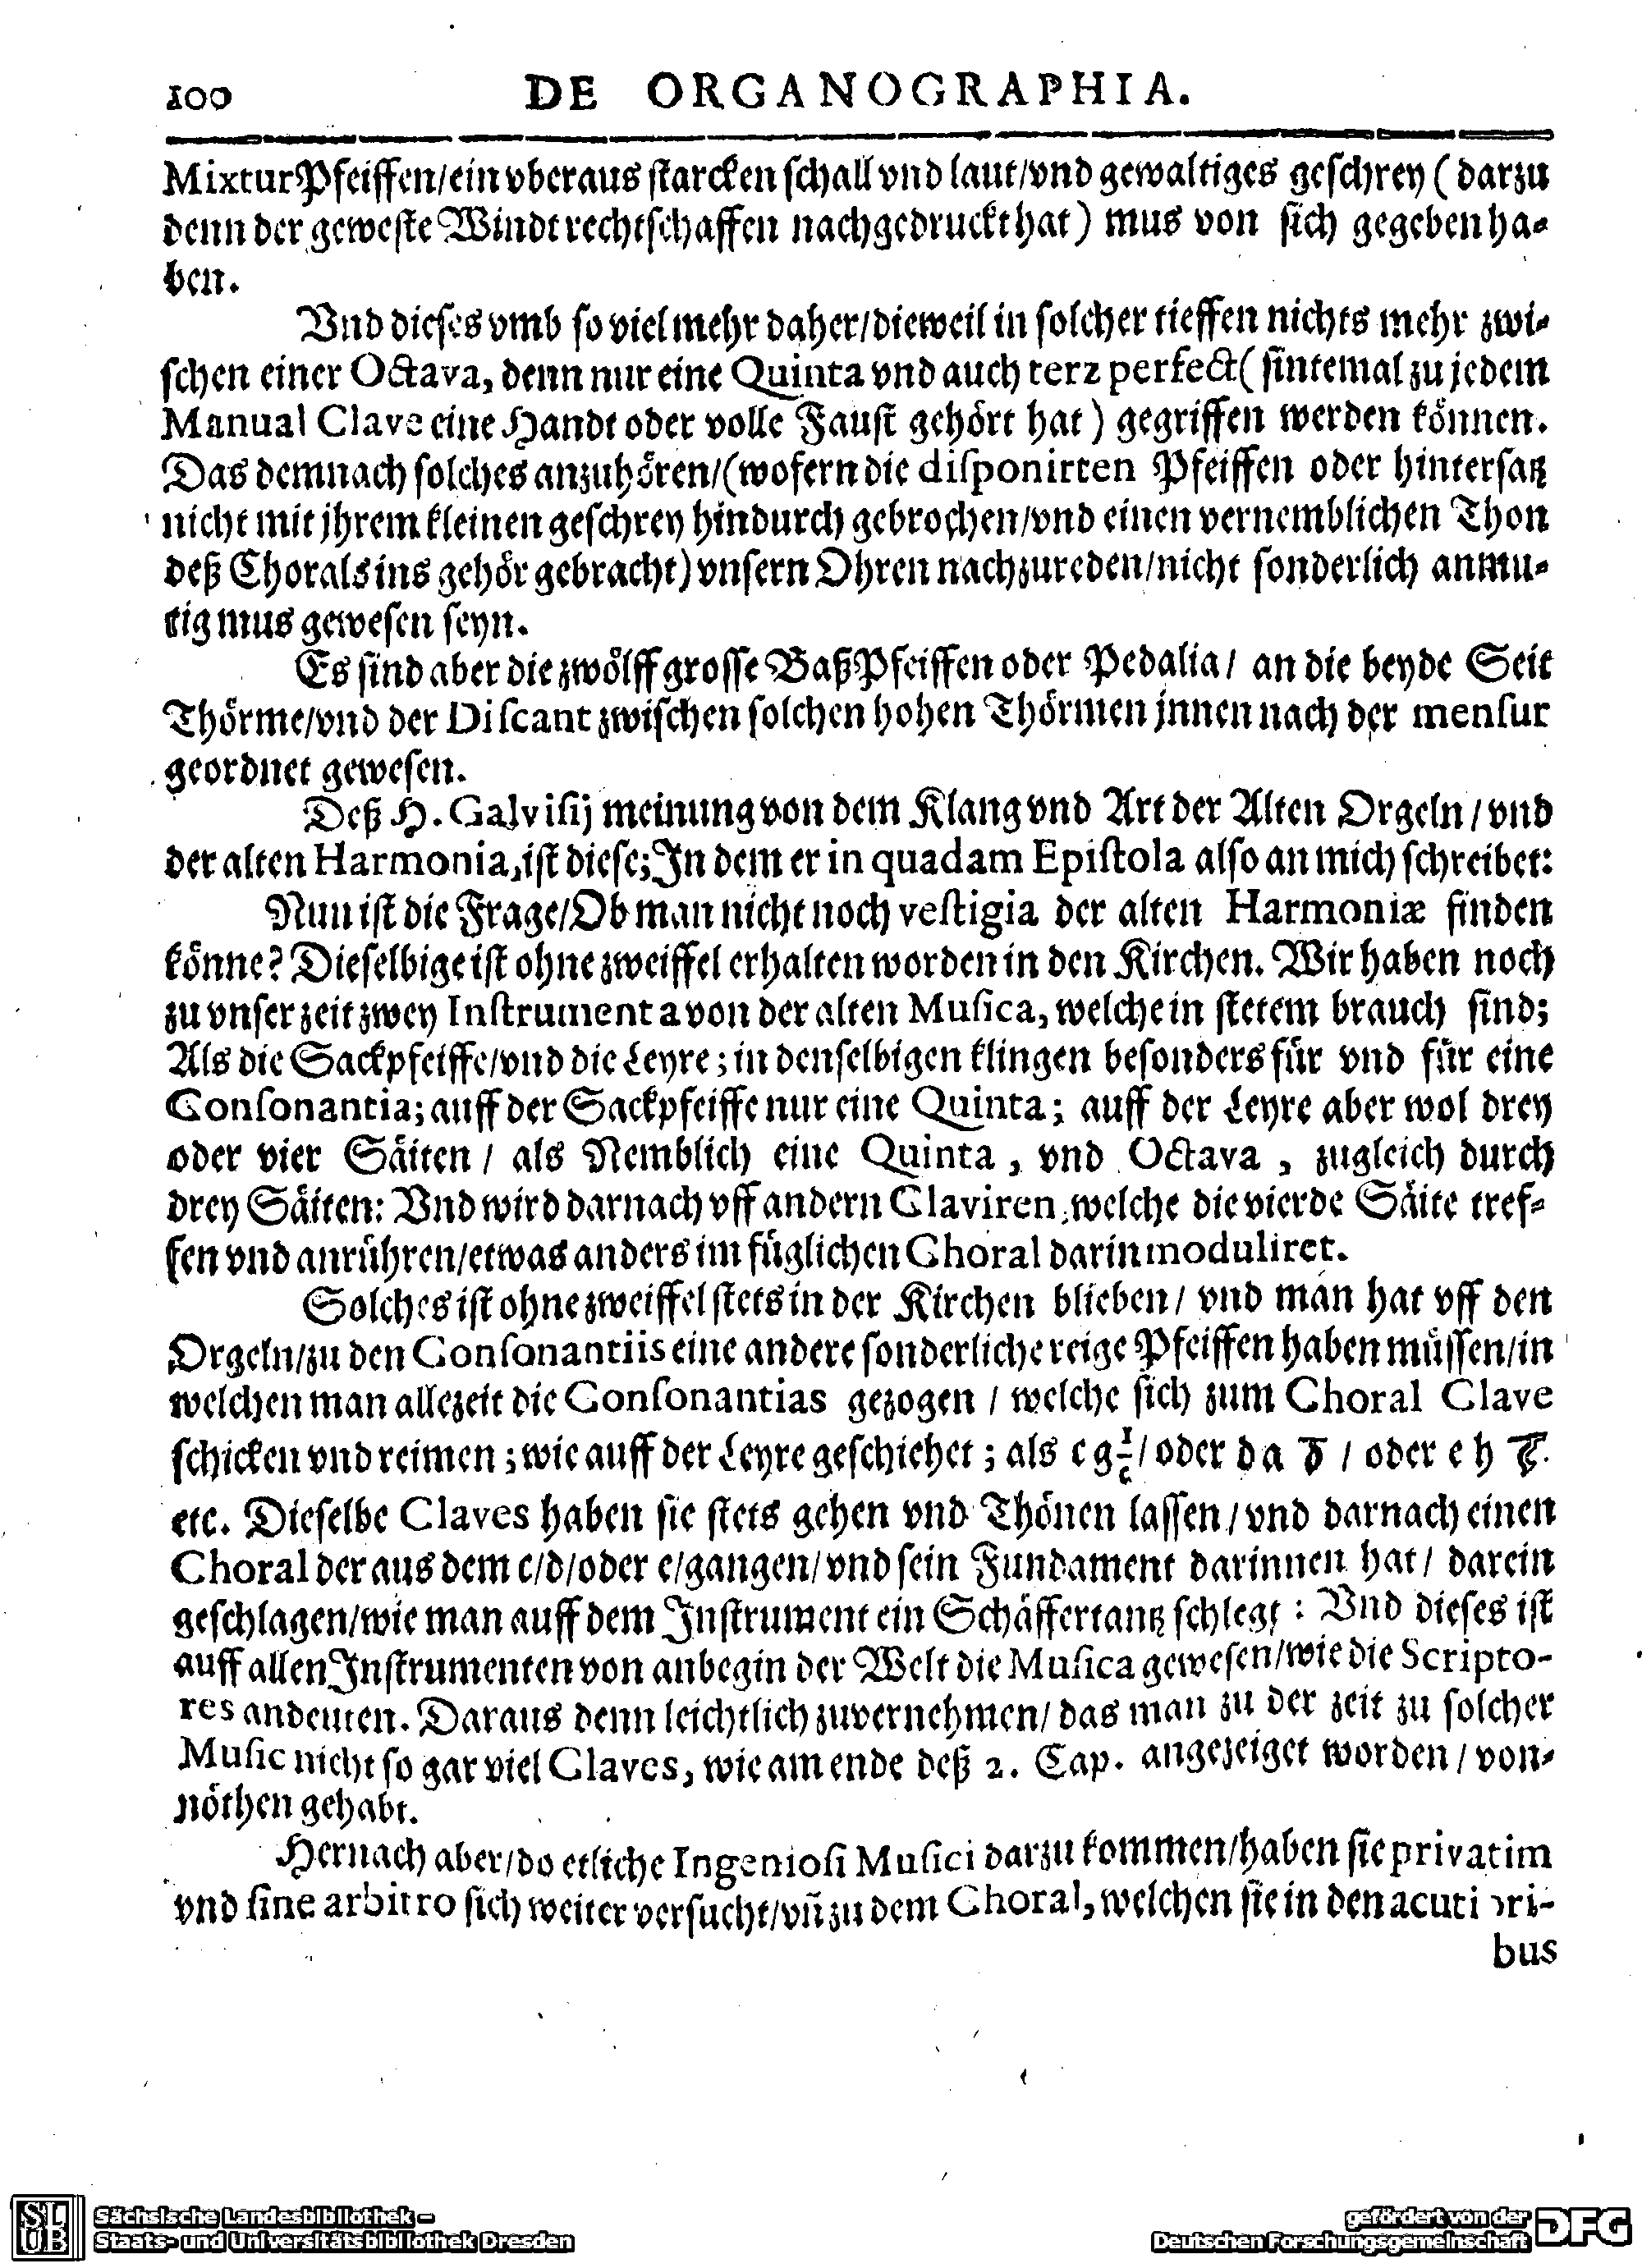 100 DE ORGANOGRAPHIA.
MixturPfeiffen/ein vberaus starcken schall vnd laut/vnd gewaltiges geschrey (darzu
denn der geweste Windt rechtschaffen nachgedruckt hat) mus von sich gegeben ha-
ben.
Vnd dieses vmb so viel mehr daher/dieweil in solcher tieffen nichts mehr zwi-
schen einer Octava, denn nur eine Quinta vnd auch terz perfect (sintemal zu jedem
Manual Clave eine Handt oder volle Faust gehört hat) gegriffen werden können.
Das demnach solches anzuhören/(wofern die disponirten Pfeiffen oder hintersatz
nicht mit jhrem kleinen geschrey hindurch gebrochen/vnd einen vernemblichen Thon
deß Chorals ins gehör gebracht) vnsern Ohren nachzureden/nicht sonderlich anmu-
tig mus gewesen seyn.
Es sind aber die zwölff grosse BaßPfeiffen oder Pedalia/ an die beyde Seit
Thörme/vnd der Discant zwischen solchen hohen Thörmen jnnen nach der mensur
geordnet gewesen.
Deß H. Calvisij meinung von dem Klang vnd Art der Alten Orgeln/vnd
der alten Harmonia, ist diese; In dem er in quadam Epistola also an mich schreibet:
Nun ist die Frage/Ob man nicht noch vestigia der alten Harmoniæ finden
könne? Dieselbige ist ohne zweiffel erhalten worden in den Kirchen. Wir haben noch
zu vnser zeit zwey Instrumenta von der alten Musica, welche in stetem brauch sind;
Als die Sackpfeiffe/vnd die Leyre; in denselbigen klingen besonders für vnd für eine
Consonantia; auff der Sackpfeiffe nur eine Quinta; auff der Leyre aber wol drey
oder vier Säiten/ als Nemblich eine Quinta, vnd Octava, zugleich durch
drey Säiten: Vnd wird darnach vff andern Claviren, welche die vierde Säite tref-
fen vnd anrühren/etwas anders im füglichen Choral darin moduliret.
Solches ist ohne zweiffel stets in der Kirchen blieben/ vnd man hat vff den
Orgeln/zu den Consonantiis eine andere sonderliche reige Pfeiffen haben müssen/in
welchen man allezeit die Consonantias gezogen/ welche sich zum Choral Clave
schicken vnd reimen; wie auff der Leyre geschiehet; als c g c̄/ oder d a d̄/ oder e h ē.
etc. Dieselbe Claves haben sie stets gehen vnd Thönen lassen/vnd darnach einen
Choral der aus dem c/d/oder e/gangen/vnd sein Fundament darinnen hat/ darein
geschlagen/wie man auff dem Instrument ein Schäffertantz schlegt: Vnd dieses ist
auff allen Instrumenten von anbegin der Welt die Musica gewesen/wie die Scripto-
res andeuten. Daraus denn leichtlich zuvernehmen/das man zu der zeit zu solcher
Music nicht so gar viel Claves, wie am ende deß 2. Cap. angezeiget worden/von-
nöthen gehabt.
Hernach aber/do etliche Ingeniosi Musici darzu kommen/haben sie privatim
vnd sine arbitro sich weiter versucht/vñ zu dem Choral, welchen sie in den acutiori-
bus
SLUB Sächsische Landesbibliothek –
Staats- und Universitätsbibliothek Dresden
gefördert von der
Deutschen Forschungsgemeinschaft DFG